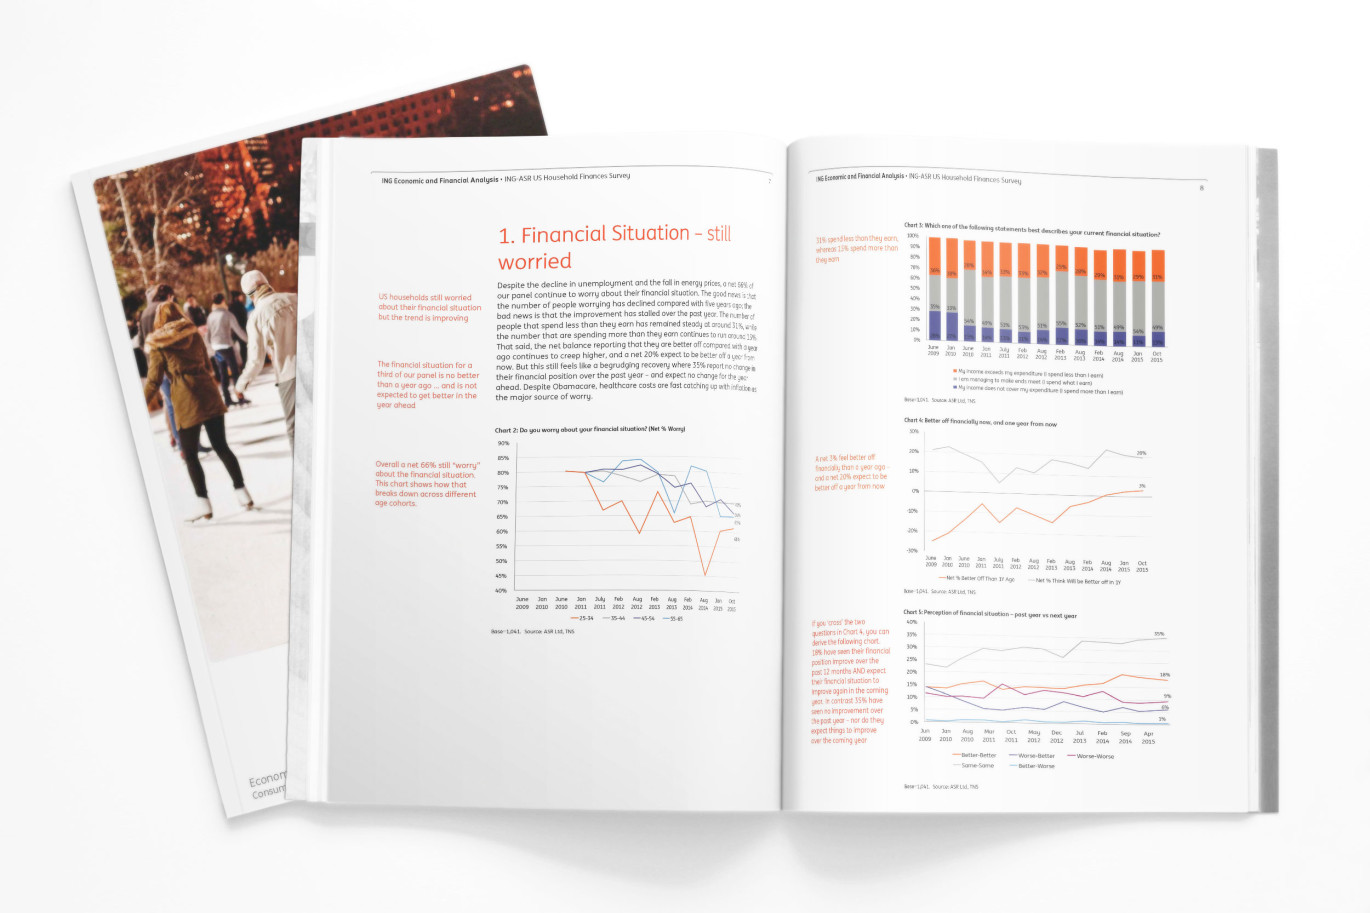 ING Economic and Financial Analysis • ING-ASR US Household Finances Survey
7
1. Financial Situation – still
worried
Despite the decline in unemployment and the fall in energy prices, a net 66% of
our panel continue to worry about their financial situation. The good news is that
the number of people worrying has declined compared with five years ago; the
bad news is that the improvement has stalled over the past year. The number of
people that spend less than they earn has remained steady at around 31%, while
the number that are spending more than they earn continues to run around 15%.
That said, the net balance reporting that they are better off compared with a year
ago continues to creep higher, and a net 20% expect to be better off a year from
now. But this still feels like a begrudging recovery where 35% report no change in
their financial position over the past year – and expect no change for the year
ahead. Despite Obamacare, healthcare costs are fast catching up with inflation as
the major source of worry.
US households still worried
about their financial situation
but the trend is improving
The financial situation for a
third of our panel is no better
than a year ago ... and is not
expected to get better in the
year ahead
Overall a net 66% still "worry"
about the financial situation.
This chart shows how that
breaks down across different
age cohorts.
Chart 2: Do you worry about your financial situation? (Net % Worry)
90%
85%
80%
75%
70%
65%
60%
55%
50%
45%
40%
June Jan June Jan July Feb Aug Feb Aug Feb Aug Jan Oct
2009 2010 2010 2011 2011 2012 2012 2013 2013 2014 2014 2015 2015
25-34 35-44 45-54 55-65
Base-1,041. Source: ASR Ltd, TNS
ING Economic and Financial Analysis • ING-ASR US Household Finances Survey
8
31% spend less than they earn,
whereas 15% spend more than
they earn
Chart 3: Which one of the following statements best describes your current financial situation?
100%
90%
80%
70%
60%
50%
40%
30%
20%
10%
0%
June Jan June Jan July Feb Aug Feb Aug Feb Aug Jan Oct
2009 2010 2010 2011 2011 2012 2012 2013 2013 2014 2014 2015 2015
My income exceeds my expenditure (I spend less than I earn)
I am managing to make ends meet (I spend what I earn)
My income does not cover my expenditure (I spend more than I earn)
Base-1,041. Source: ASR Ltd, TNS
A net 3% feel better off
financially than a year ago -
and a net 20% expect to be
better off a year from now
Chart 4: Better off financially now, and one year from now
30%
20%
10%
0%
-10%
-20%
-30%
20%
3%
June Jan June Jan July Feb Aug Feb Aug Feb Aug Jan Oct
2009 2010 2010 2011 2011 2012 2012 2013 2013 2014 2014 2015 2015
Net % Better Off Than 1Y Ago Net % Think Will be Better off in 1Y
Base-1,041. Source: ASR Ltd, TNS
If you 'cross' the two
questions in Chart 4, you can
derive the following chart.
18% have seen their financial
position improve over the
past 12 months AND expect
their financial situation to
improve again in the coming
year. In contrast 35% have
seen no improvement over
the past year – nor do they
expect things to improve
over the coming year
Chart 5: Perception of financial situation – past year vs next year
40%
35%
30%
25%
20%
15%
10%
5%
0%
35%
18%
9%
6%
Jun Jan Aug Mar Oct May Dec Jul Feb Sep Apr
2009 2010 2010 2011 2011 2012 2012 2013 2014 2014 2015
Better-Better Worse-Better Worse-Worse
Same-Same Better-Worse
Base-1,041. Source: ASR Ltd, TNS